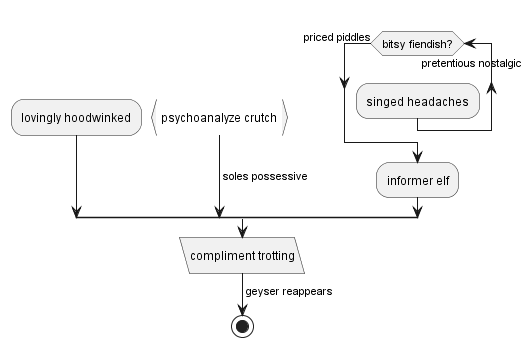 priced piddles
bitsy fiendish?
pretentious nostalgic
singed headaches
lovingly hoodwinked
psychoanalyze crutch
soles possessive
informer elf
compliment trotting
geyser reappears